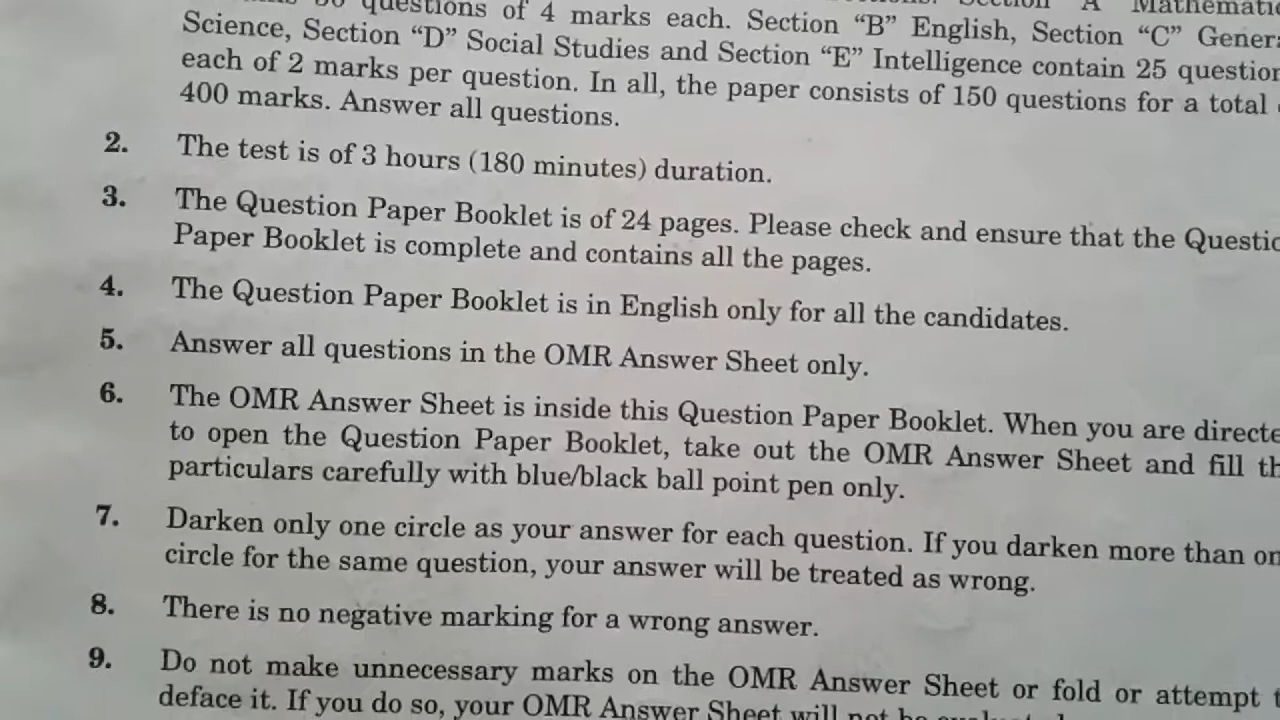 questions of 4 marks each. Section “B” English, Section “C”
Science, Section “D” Social Studies and Section “E” Intelligence contain 25
each of 2 marks per question. In all, the paper consists of 150 questions for a total
400 marks. Answer all questions.
2. The test is of 3 hours (180 minutes) duration.
3. The Question Paper Booklet is of 24 pages. Please check and ensure that the
Paper Booklet is complete and contains all the pages.
4. The Question Paper Booklet is in English only for all the candidates.
5. Answer all questions in the OMR Answer Sheet only.
6. The OMR Answer Sheet is inside this Question Paper Booklet. When you are
to open the Question Paper Booklet, take out the OMR Answer Sheet and fill
particulars carefully with blue/black ball point pen only.
7. Darken only one circle as your answer for each question. If you darken more than
circle for the same question, your answer will be treated as wrong.
8. There is no negative marking for a wrong answer.
9. Do not make unnecessary marks on the OMR Answer Sheet or fold or attempt
deface it. If you do so, your OMR Answer Sheet will not be